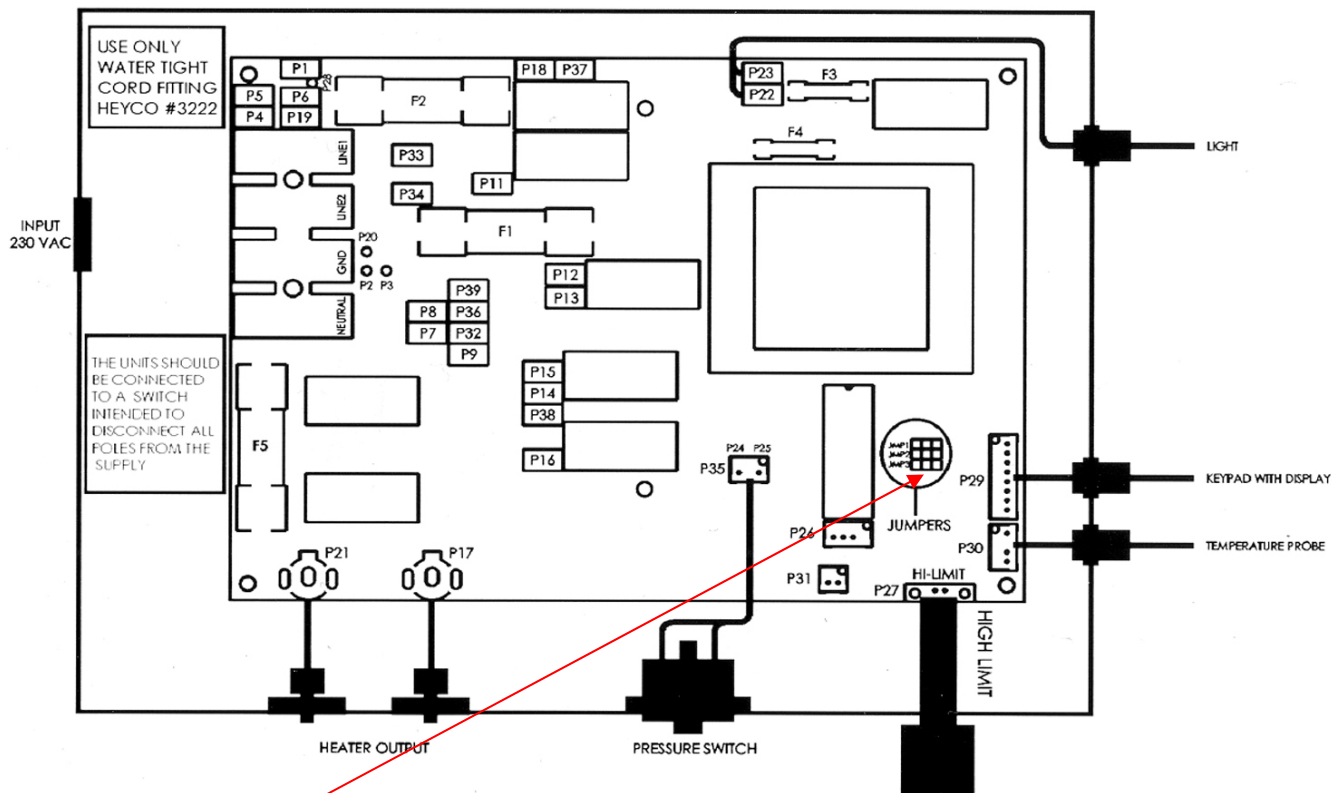 USE ONLY
WATER TIGHT
CORD FITTING
HEYCO #3222
P1
P28
P5
P6
P4
P19
F2
P18
P37
P23
P22
F3
F4
LIGHT
LINE1
LINE2
GND
NEUTRAL
P33
P34
P11
F1
INPUT
230 VAC
P20
P2
P3
P12
P13
P39
P8
P36
P7
P32
P9
THE UNITS SHOULD
BE CONNECTED
TO A SWITCH
INTENDED TO
DISCONNECT ALL
POLES FROM THE
SUPPLY
F5
P15
P14
P38
P16
P24
P25
P35
JMP1
JMP2
JMP3
JUMPERS
P29
KEYPAD WITH DISPLAY
P26
P30
TEMPERATURE PROBE
P31
HI-LIMIT
P27
HIGH LIMIT
P21
P17
HEATER OUTPUT
PRESSURE SWITCH